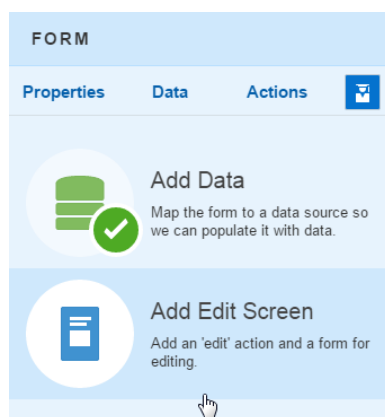 FORM
Properties Data Actions
Add Data
Map the form to a data source so
we can populate it with data.
Add Edit Screen
Add an 'edit' action and a form for
editing.